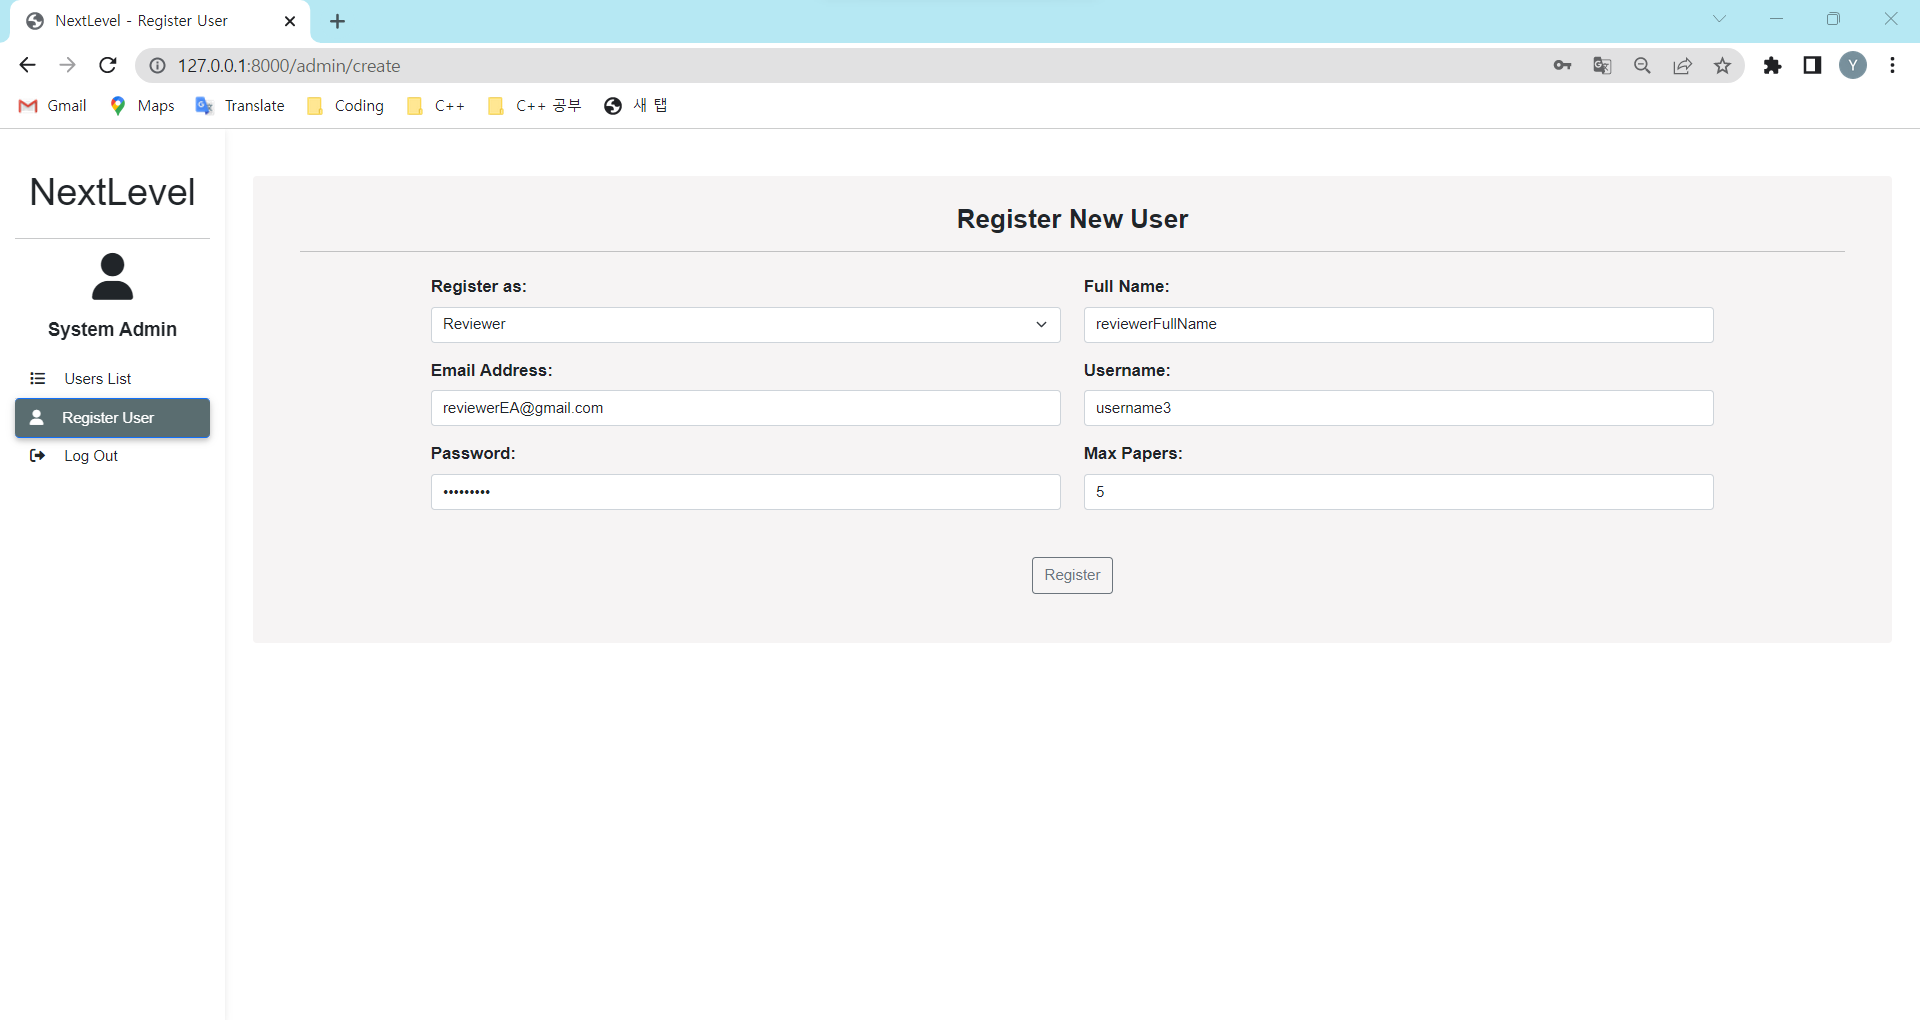 NextLevel - Register User
127.0.0.1:8000/admin/create
Y
Gmail
Maps
Translate
Coding
C++
C++ 공부
새 탭
NextLevel
System Admin
Users List
Register User
Log Out
Register New User
Register as:
Full Name:
Reviewer
reviewerFullName
Email Address:
Username:
reviewerEA@gmail.com
username3
Password:
Max Papers:
•••••••••
5
Register